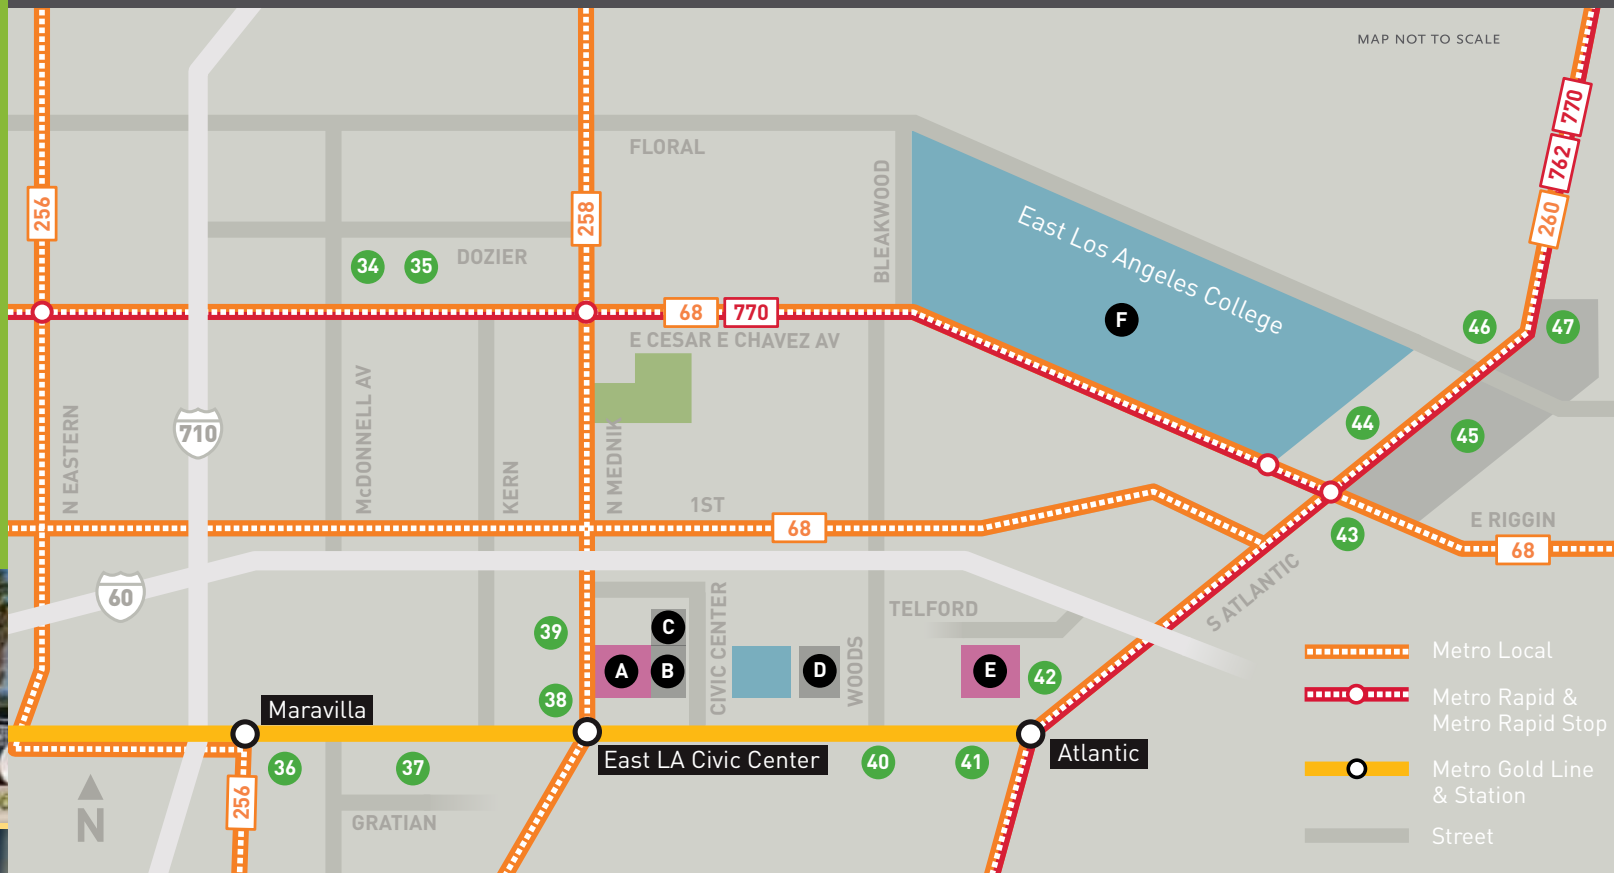 MAP NOT TO SCALE
770
762
260
FLORAL
256
258
BLEAKWOOD
East Los Angeles College
DOZIER
34
35
68
770
F
46
47
E CESAR E CHAVEZ AV
N EASTERN
710
McDONNELL AV
KERN
N MEDNIK
44
45
1ST
68
43
E RIGGIN
68
60
S ATLANTIC
TELFORD
39
C
CIVIC CENTER
WOODS
A
B
D
E
42
38
Maravilla
East LA Civic Center
Atlantic
36
37
40
41
256
N
GRATIAN
Metro Local
Metro Rapid &
Metro Rapid Stop
Metro Gold Line
& Station
Street